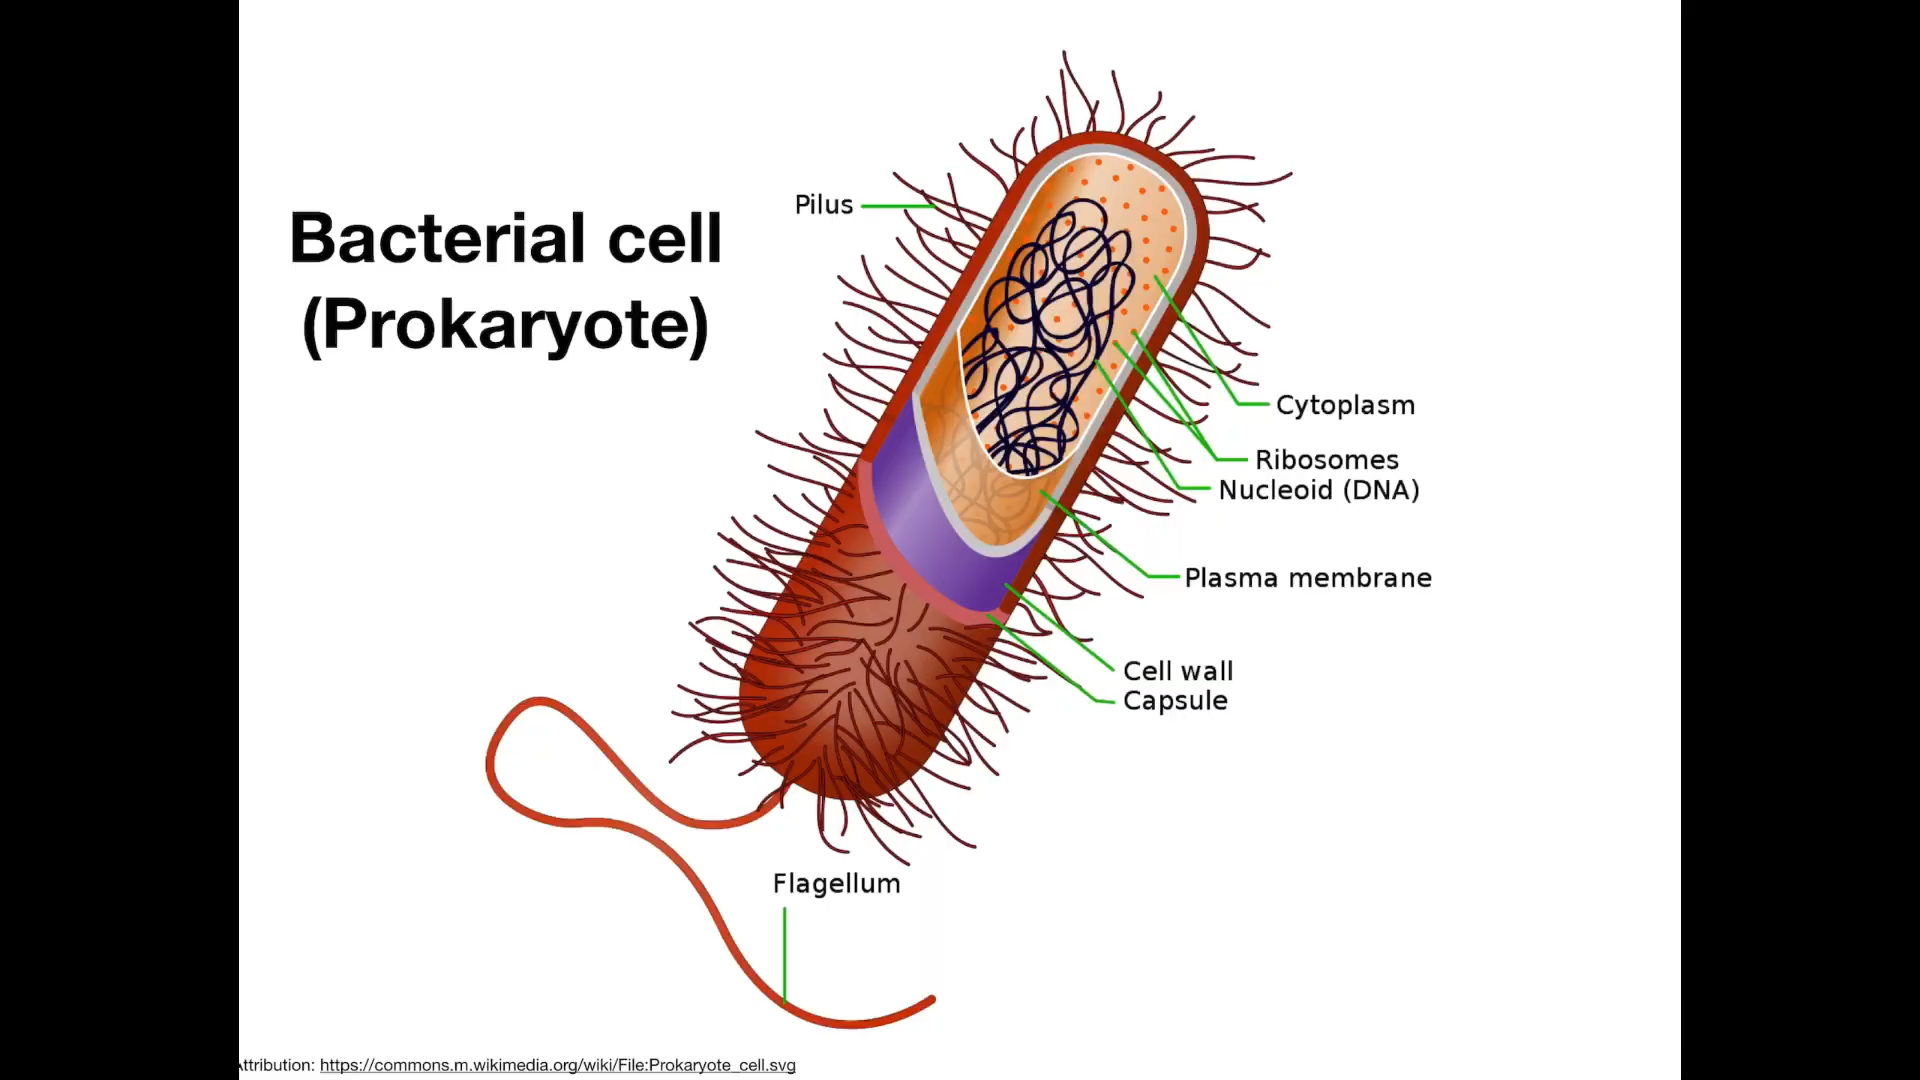 Bacterial cell
(Prokaryote)
Pilus
Cytoplasm
Ribosomes
Nucleoid (DNA)
Plasma membrane
Cell wall
Capsule
Flagellum
ttribution: https://commons.m.wikimedia.org/wiki/File:Prokaryote_cell.svg